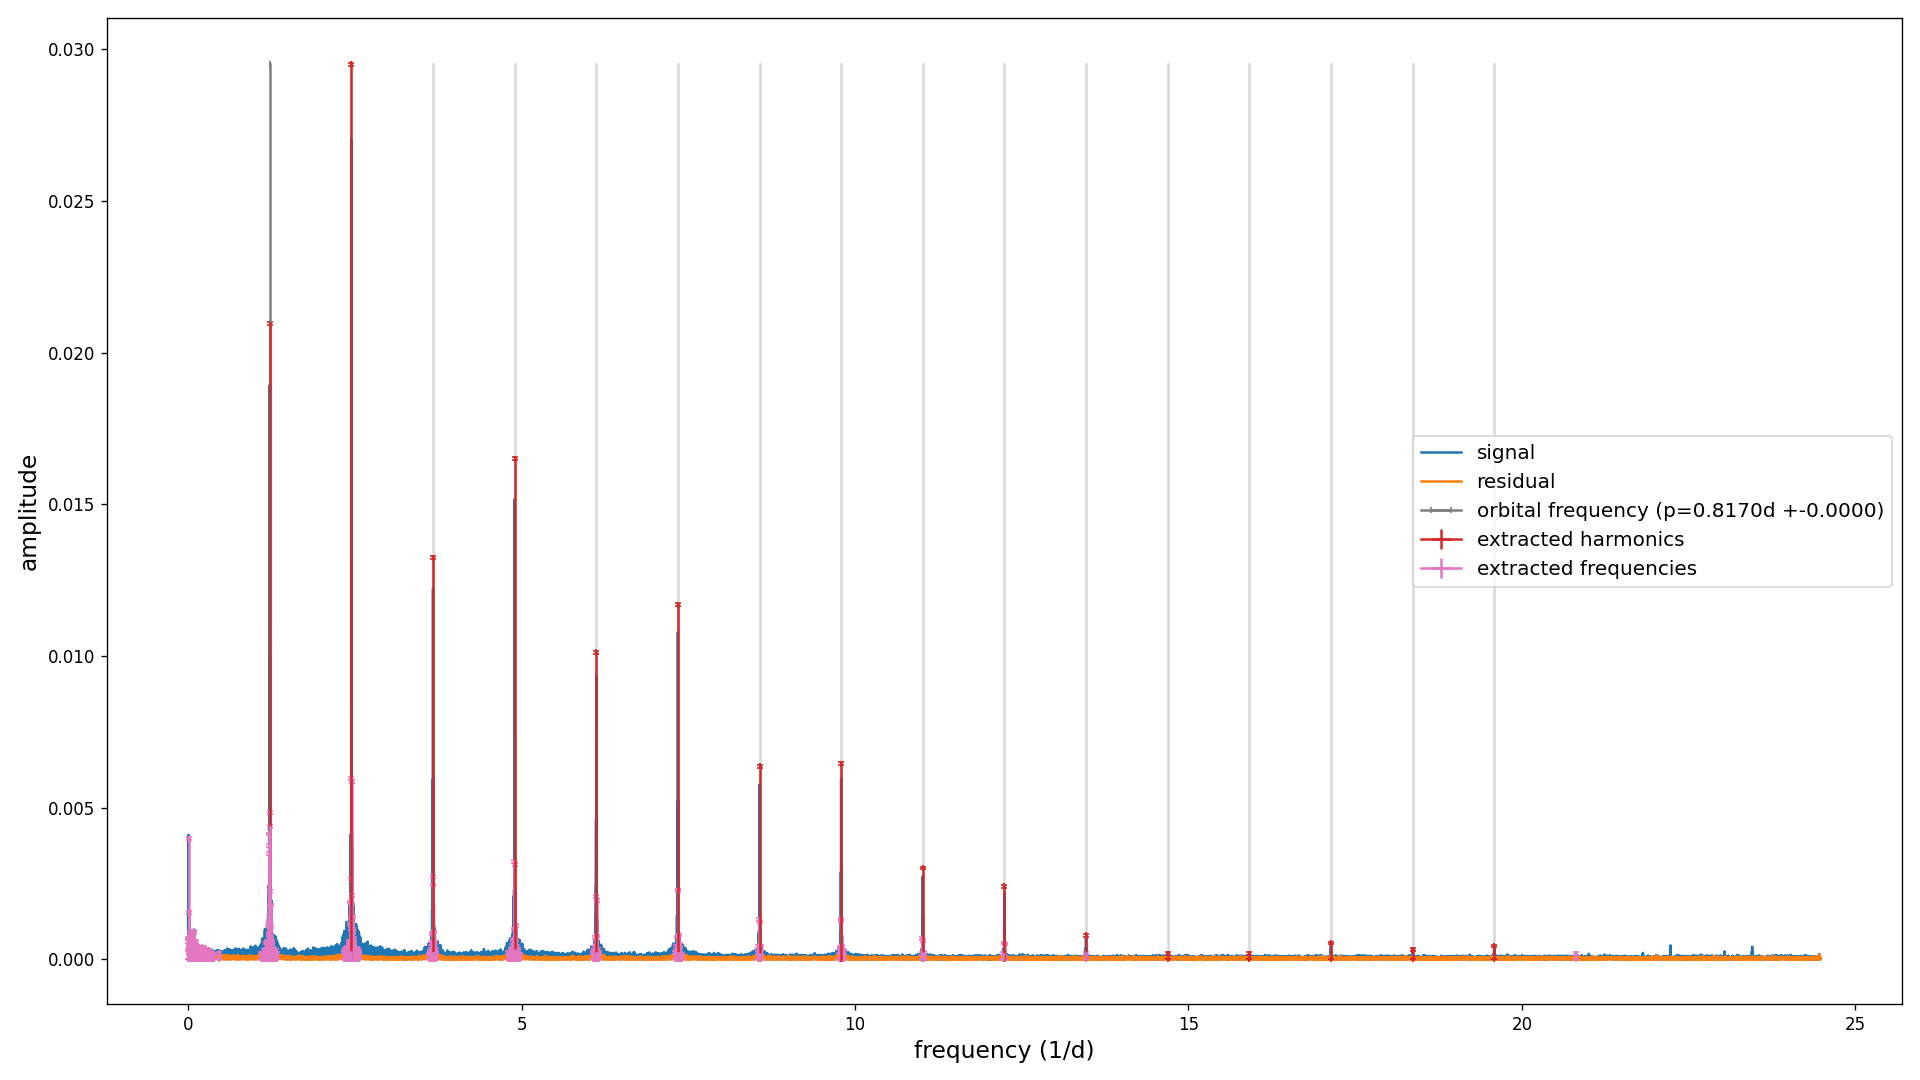 0.030
0.025
0.020
0.015
0.010
0.005
0.000
amplitude
0 5 10 15 20 25
frequency (1/d)
signal
residual
orbital frequency (p=0.8170d +-0.0000)
extracted harmonics
extracted frequencies